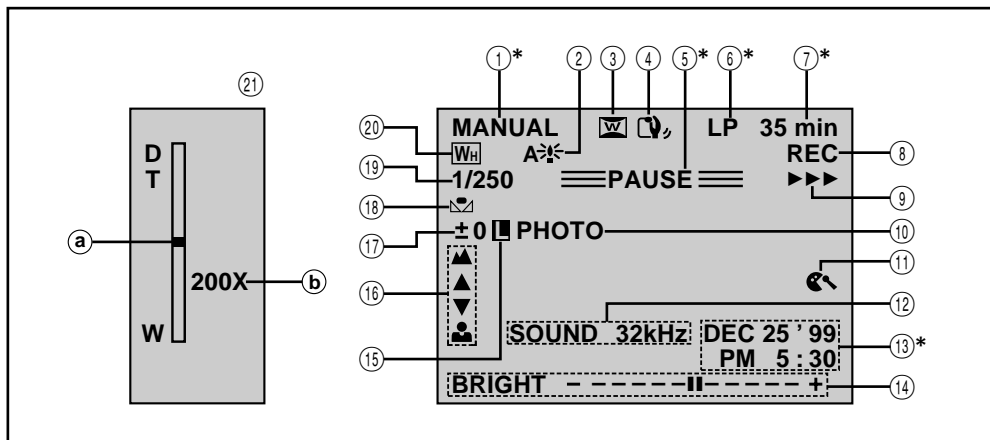 ㉑
D
T
ⓐ
200X
ⓑ
W
①* ② ③ ④ ⑤* ⑥* ⑦*
MANUAL W LP 35 min
⑳ WH A REC ⑧
⑲ 1/250 PAUSE ►►► ⑨
⑱
⑰ ±0 L PHOTO ⑩
⑪
⑯
⑫
SOUND 32kHz DEC 25 ' 99
⑮ PM 5 : 30 ⑬*
BRIGHT – – – – – – – ▮▮ – – – – – – + ⑭